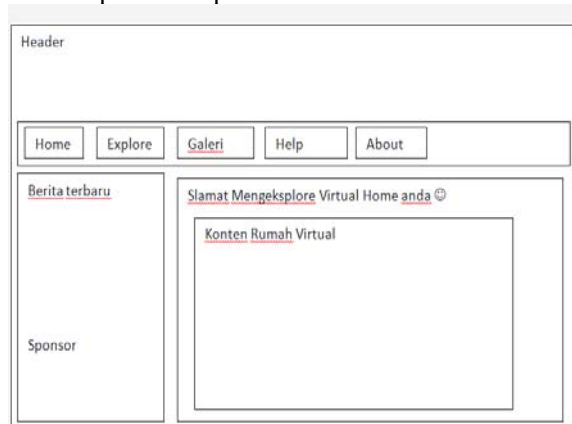 Header
Home Explore Galeri Help About
Berita terbaru
Slamat Mengeksplore Virtual Home anda ☺
Konten Rumah Virtual
Sponsor